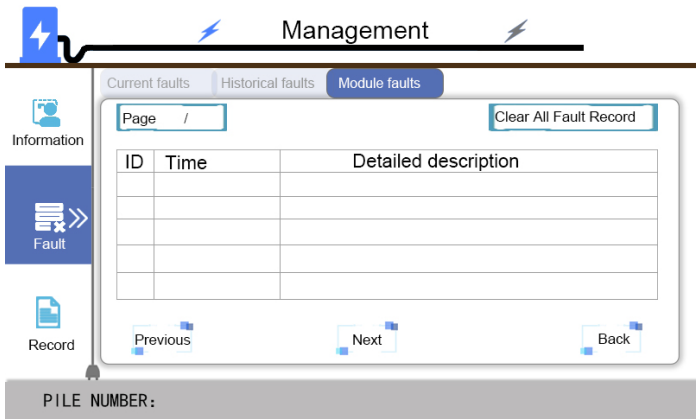 Management
Current faults Historical faults Module faults
Information
Page /
Clear All Fault Record
ID Time Detailed description
Fault
Record
Previous Next Back
PILE NUMBER: